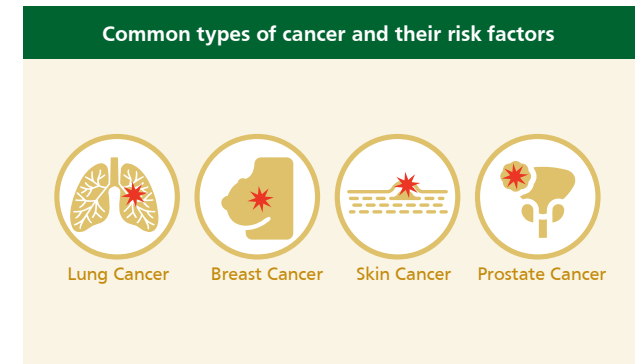 Common types of cancer and their risk factors
Lung Cancer
Breast Cancer
Skin Cancer
Prostate Cancer